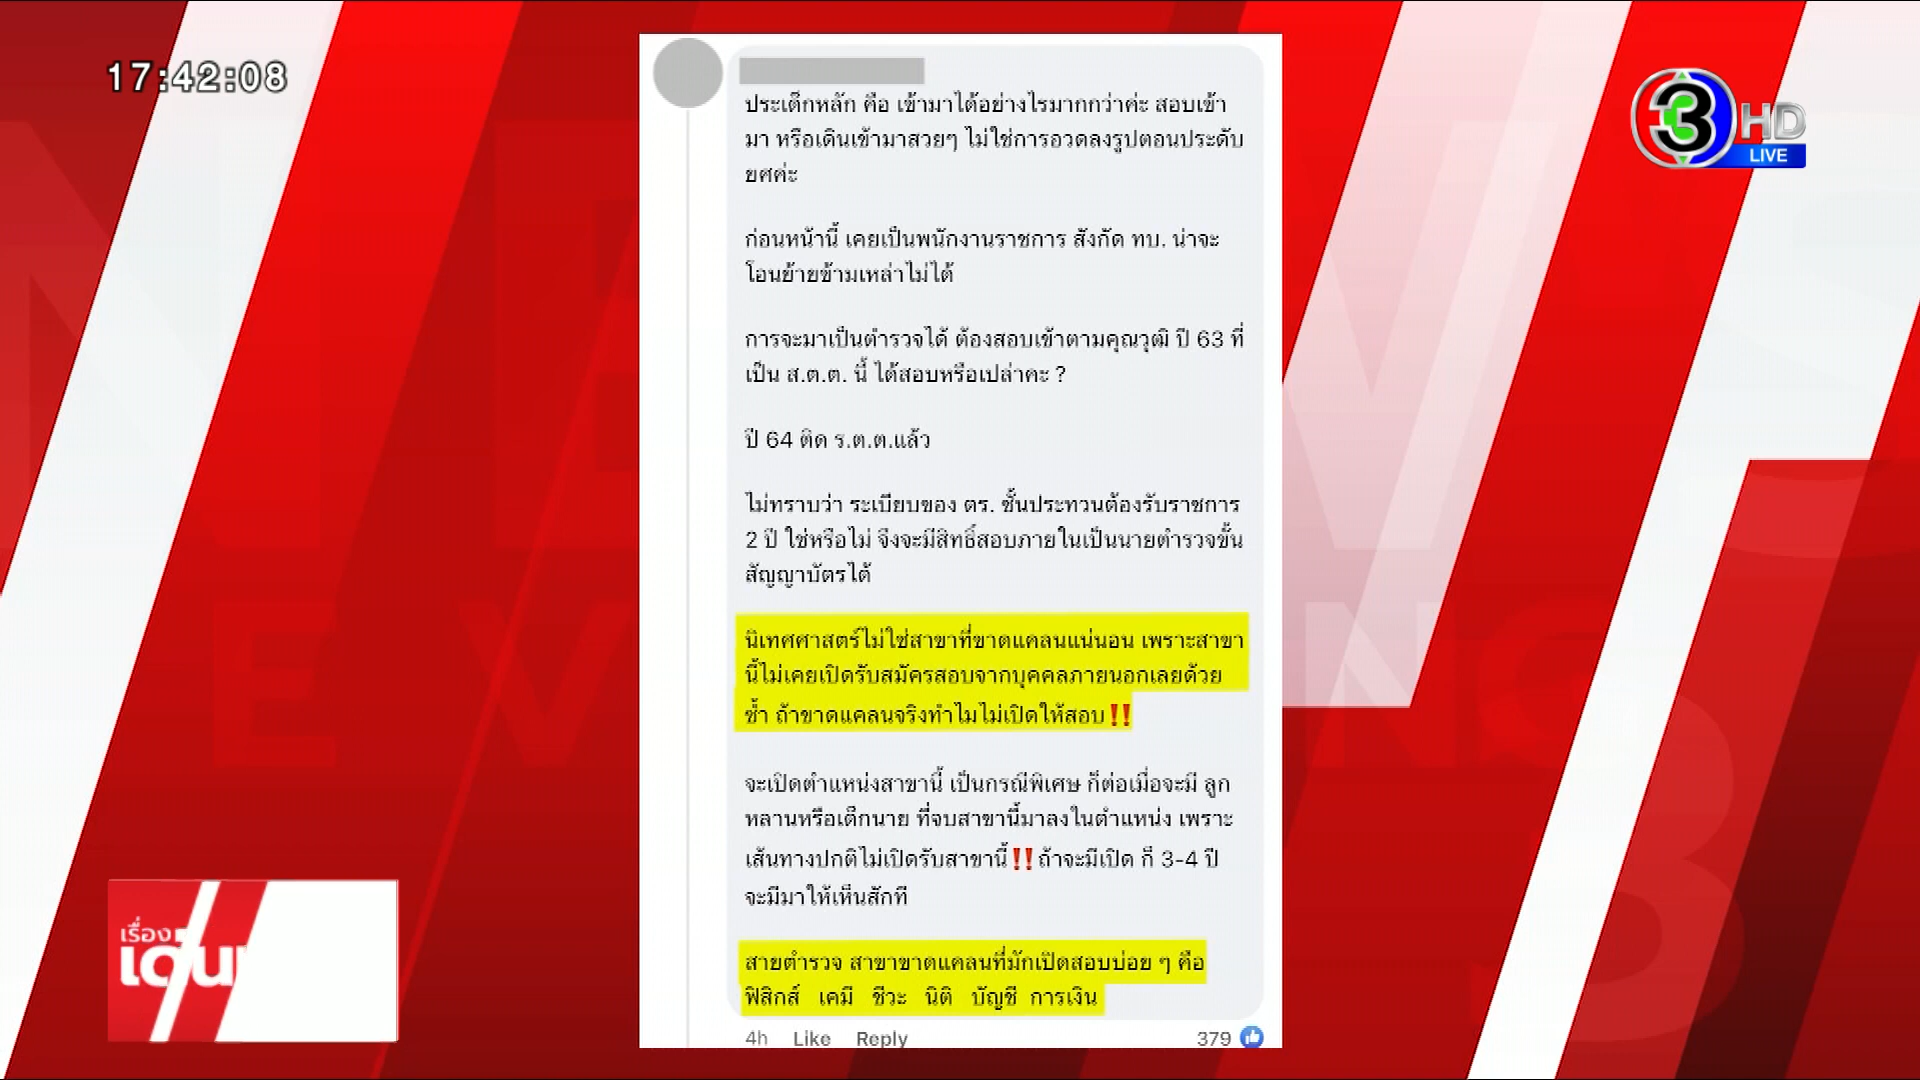 17:42:08
3 HD
LIVE
ประเด็กหลัก คือ เข้ามาได้อย่างไรมากกว่าค่ะ สอบเข้า
มา หรือเดินเข้ามาสวยๆ ไม่ใช่การอวดลงรูปตอนประดับ
ยศค่ะ
ก่อนหน้านี้ เคยเป็นพนักงานราชการ สังกัด ทบ. น่าจะ
โอนย้ายข้ามเหล่าไม่ได้
การจะมาเป็นตำรวจได้ ต้องสอบเข้าตามคุณวุฒิ ปี 63 ที่
เป็น ส.ต.ต. นี้ ได้สอบหรือเปล่าคะ ?
ปี 64 ติด ร.ต.ต.แล้ว
ไม่ทราบว่า ระเบียบของ ตร. ชั้นประทวนต้องรับราชการ
2 ปี ใช่หรือไม่ จึงจะมีสิทธิ์สอบภายในเป็นนายตำรวจชั้น
สัญญาบัตรได้
นิเทศศาสตร์ไม่ใช่สาขาที่ขาดแคลนแน่นอน เพราะสาขา
นี้ไม่เคยเปิดรับสมัครสอบจากบุคคลภายนอกเลยด้วย
ซ้ำ ถ้าขาดแคลนจริงทำไมไม่เปิดให้สอบ‼️
จะเปิดตำแหน่งสาขานี้ เป็นกรณีพิเศษ ก็ต่อเมื่อจะมี ลูก
หลานหรือเด็กนาย ที่จบสาขานี้มาลงในตำแหน่ง เพราะ
เส้นทางปกติไม่เปิดรับสาขานี้‼️ถ้าจะมีเปิด ก็ 3-4 ปี
จะมีมาให้เห็นสักที
สายตำรวจ สาขาขาดแคลนที่มักเปิดสอบบ่อย ๆ คือ
ฟิสิกส์ เคมี ชีวะ นิติ บัญชี การเงิน
4h Like Reply 379
เรื่อง
เด่น